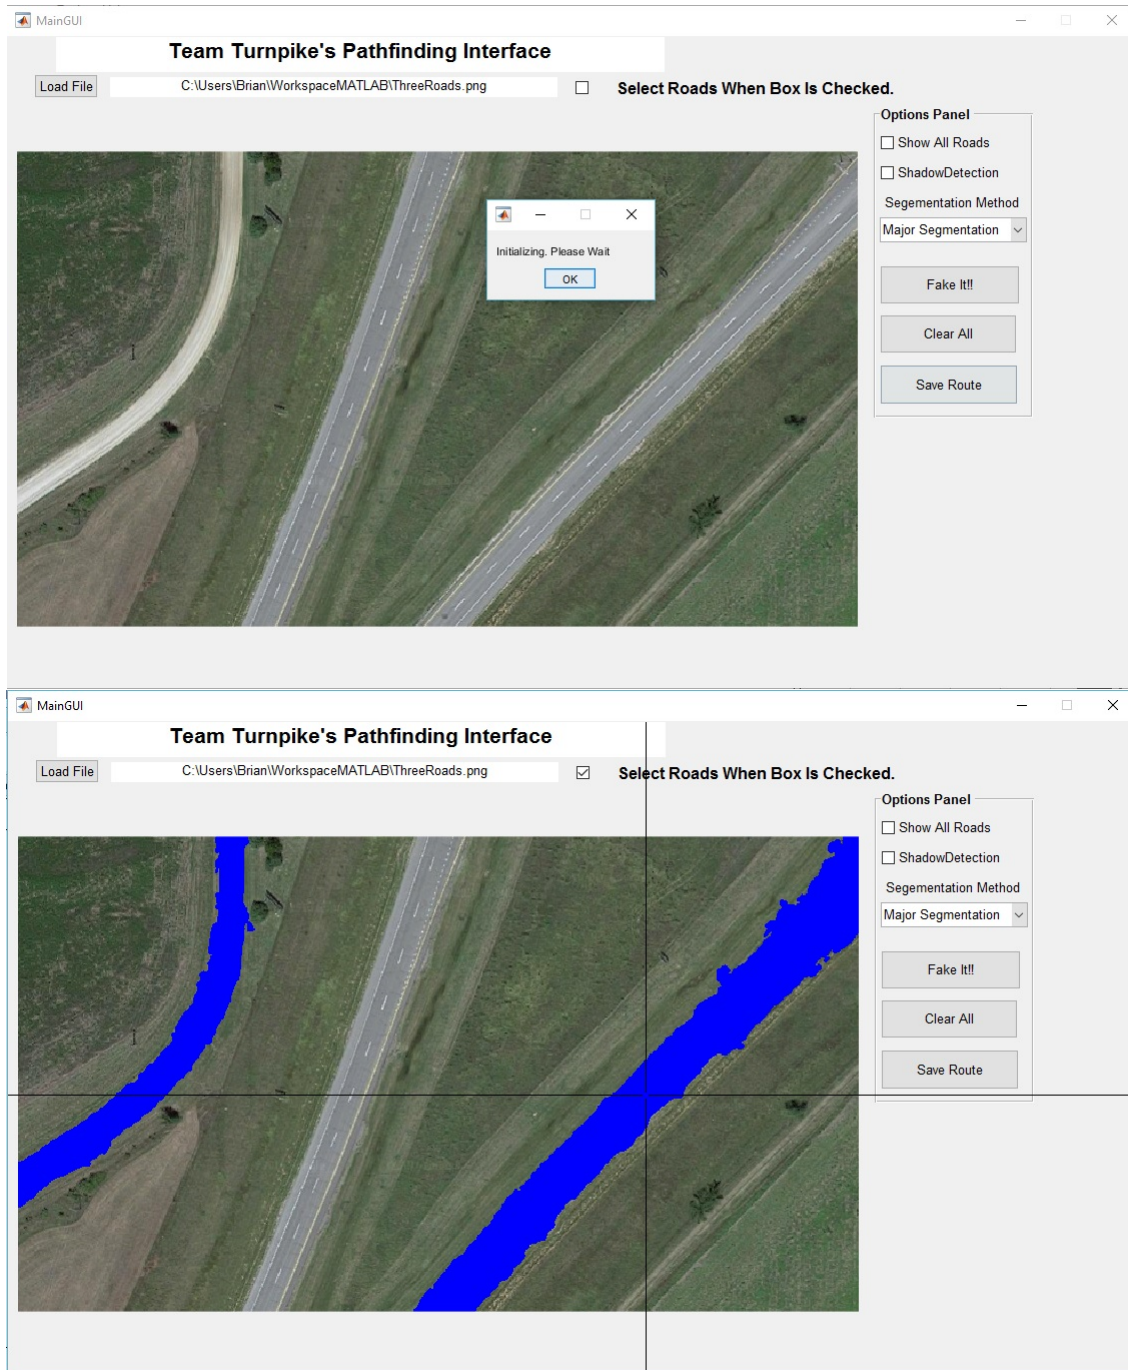 MainGUI
Team Turnpike's Pathfinding Interface
Load File C:\Users\Brian\WorkspaceMATLAB\ThreeRoads.png Select Roads When Box Is Checked.
Options Panel
Show All Roads
ShadowDetection
Segementation Method
Major Segmentation
Initializing. Please Wait
OK
Fake It!!
Clear All
Save Route
MainGUI
Team Turnpike's Pathfinding Interface
Load File C:\Users\Brian\WorkspaceMATLAB\ThreeRoads.png Select Roads When Box Is Checked.
Options Panel
Show All Roads
ShadowDetection
Segementation Method
Major Segmentation
Fake It!!
Clear All
Save Route